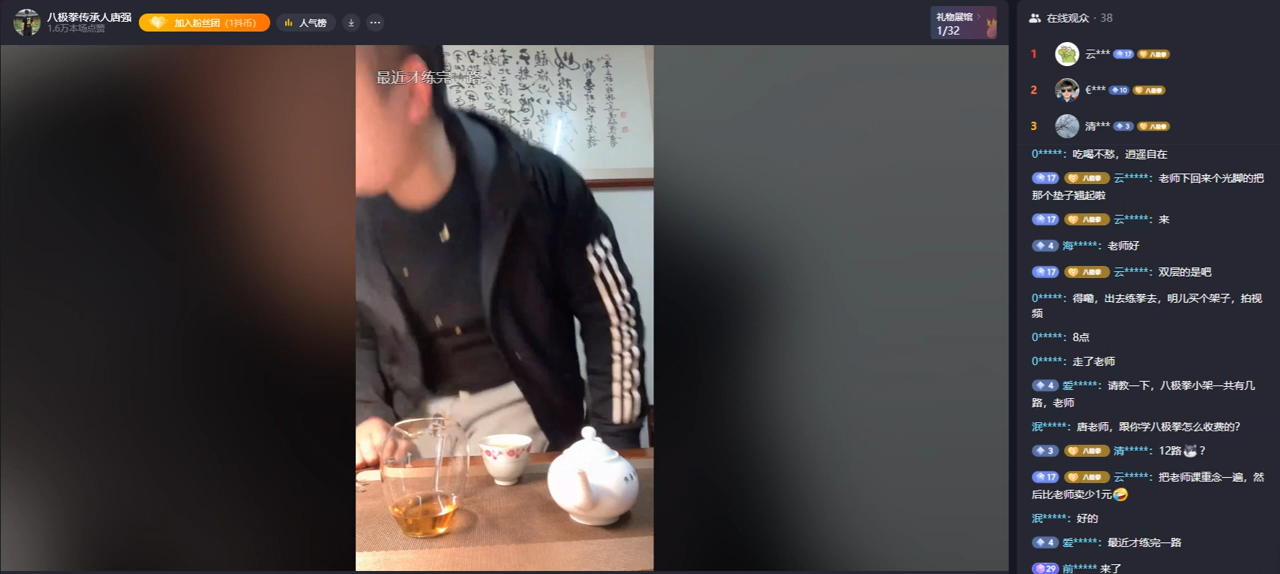 八极拳传承人唐强
1.6万本场点赞
加入粉丝团（1抖币）
人气榜
礼物展馆
1/32
在线观众 · 38
最近才练完一路
1 云*** 17 八极拳
2 €*** 10 八极拳
3 清*** 3 八极拳
0*****：吃喝不愁，逍遥自在
17 八极拳 云*****：老师下回来个光脚的把
那个垫子翘起啦
17 八极拳 云*****：来
4 海*****：老师好
17 八极拳 云*****：双层的是吧
0*****：得嘞，出去练拳去，明儿买个架子，拍视
频
0*****：8点
0*****：走了老师
4 爱*****：请教一下，八极拳小架一共有几
路，老师
泯*****：唐老师，跟你学八极拳怎么收费的?
3 八极拳 清*****：12路？
17 八极拳 云*****：把老师课重念一遍，然
后比老师卖少1元
泯*****：好的
4 爱*****：最近才练完一路
29 前***** 来了